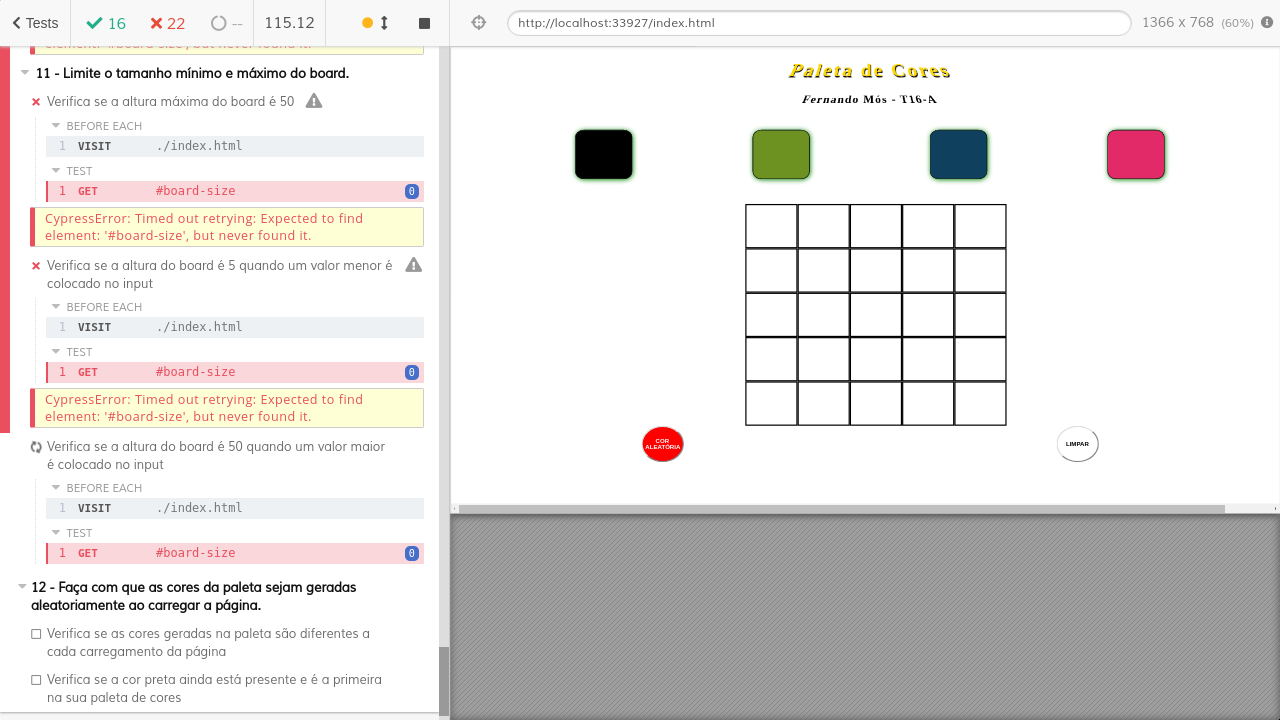 Tests
16
22
--
115.12
http://localhost:33927/index.html
1366 x 768 (60%)
element: '#board-size', but never found it.
11 - Limite o tamanho mínimo e máximo do board.
Verifica se a altura máxima do board é 50
BEFORE EACH
1 VISIT ./index.html
TEST
1 GET #board-size 0
CypressError: Timed out retrying: Expected to find
element: '#board-size', but never found it.
Verifica se a altura do board é 5 quando um valor menor é
colocado no input
BEFORE EACH
1 VISIT ./index.html
TEST
1 GET #board-size 0
CypressError: Timed out retrying: Expected to find
element: '#board-size', but never found it.
Verifica se a altura do board é 50 quando um valor maior
é colocado no input
BEFORE EACH
1 VISIT ./index.html
TEST
1 GET #board-size 0
12 - Faça com que as cores da paleta sejam geradas
aleatoriamente ao carregar a página.
Verifica se as cores geradas na paleta são diferentes a
cada carregamento da página
Verifica se a cor preta ainda está presente e é a primeira
na sua paleta de cores
Paleta de Cores
Fernando Mós - T16-A
COR
ALEATÓRIA
LIMPAR